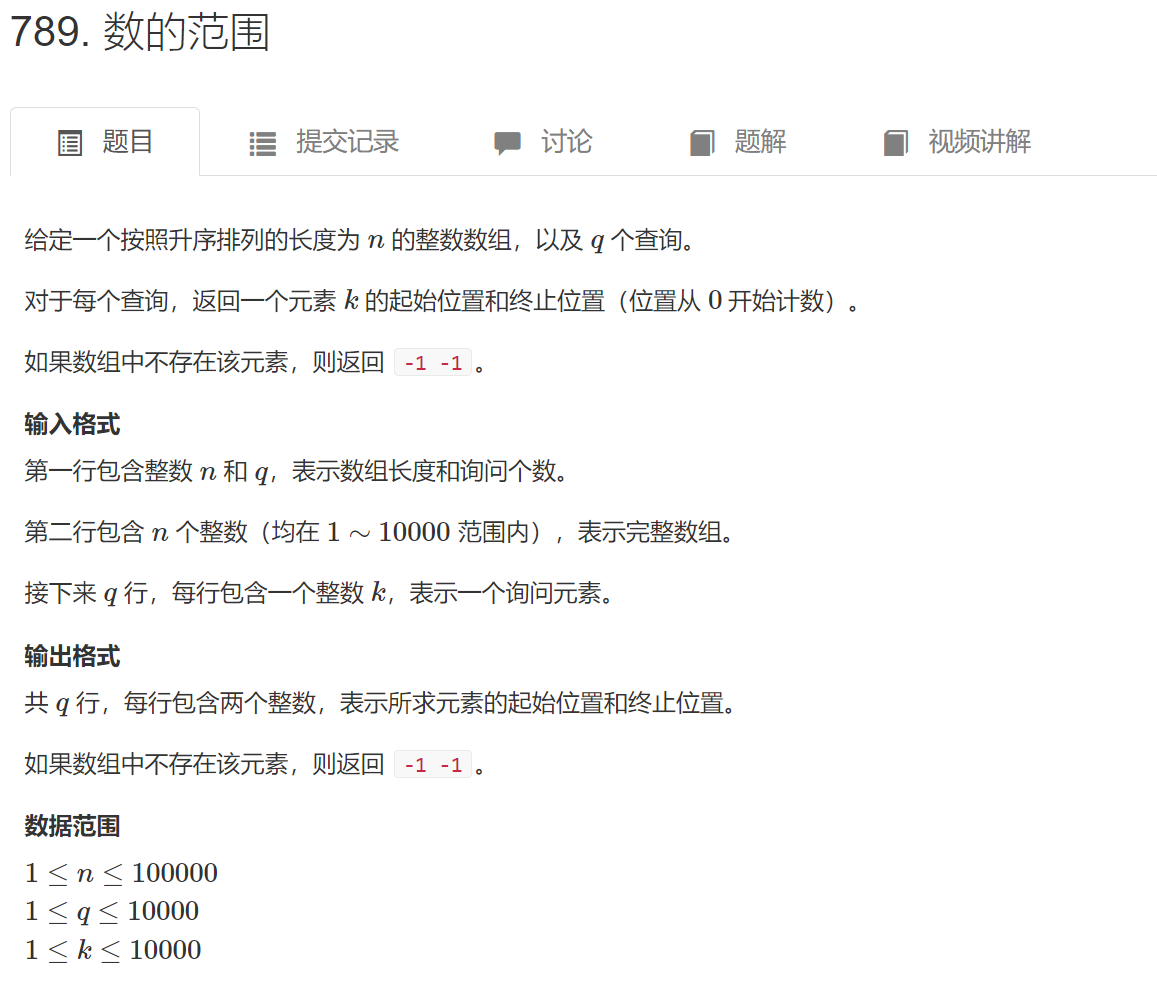 789. 数的范围
题目 提交记录 讨论 题解 视频讲解
给定一个按照升序排列的长度为 n 的整数数组，以及 q 个查询。
对于每个查询，返回一个元素 k 的起始位置和终止位置（位置从 0 开始计数）。
如果数组中不存在该元素，则返回 -1 -1 。
输入格式
第一行包含整数 n 和 q，表示数组长度和询问个数。
第二行包含 n 个整数（均在 1 ∼ 10000 范围内），表示完整数组。
接下来 q 行，每行包含一个整数 k，表示一个询问元素。
输出格式
共 q 行，每行包含两个整数，表示所求元素的起始位置和终止位置。
如果数组中不存在该元素，则返回 -1 -1 。
数据范围
1 ≤ n ≤ 100000
1 ≤ q ≤ 10000
1 ≤ k ≤ 10000